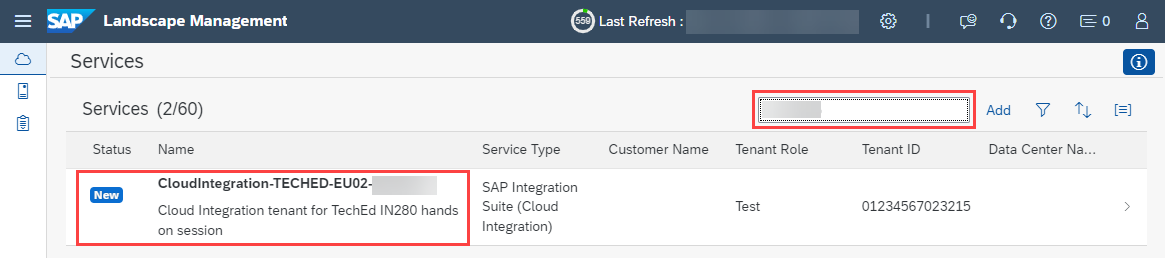 SAP Landscape Management 559 Last Refresh : 0
Services
Services (2/60) Add
Status Name Service Type Customer Name Tenant Role Tenant ID Data Center Na...
New CloudIntegration-TECHED-EU02-
Cloud Integration tenant for TechEd IN280 hands
on session
SAP Integration
Suite (Cloud
Integration)
Test
01234567023215